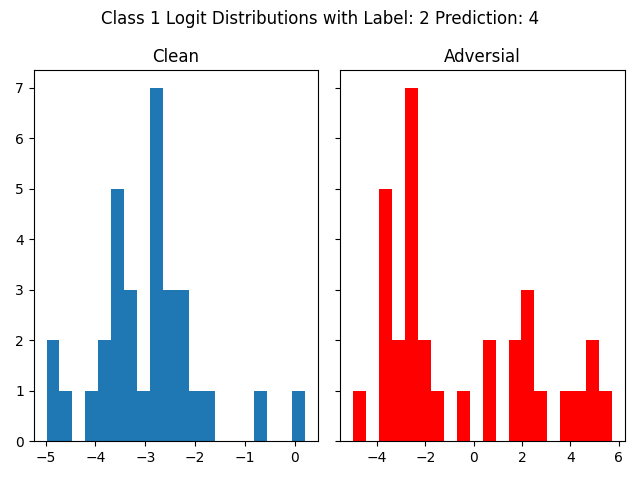 Class 1 Logit Distributions with Label: 2 Prediction: 4
Clean
Adversial
7
6
5
4
3
2
1
0
−5 −4 −3 −2 −1 0
−4 −2 0 2 4 6